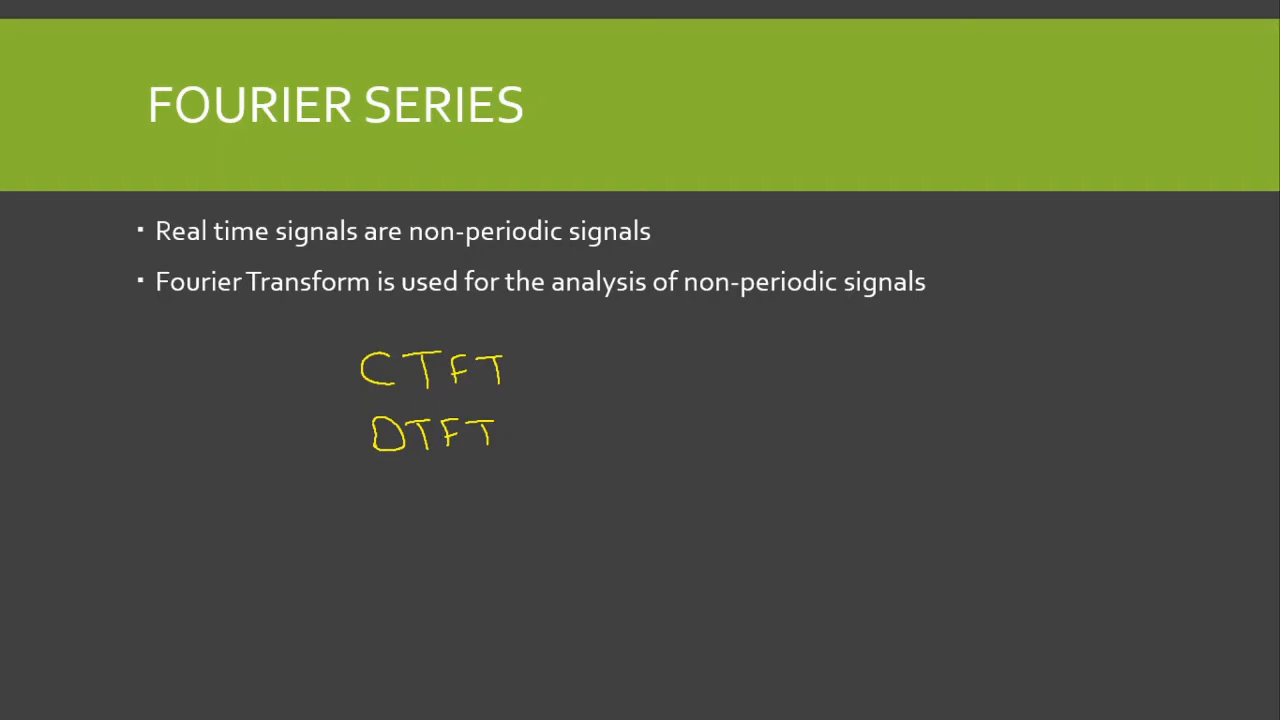 FOURIER SERIES
▪ Real time signals are non-periodic signals
▪ Fourier Transform is used for the analysis of non-periodic signals
CTFT
DTFT